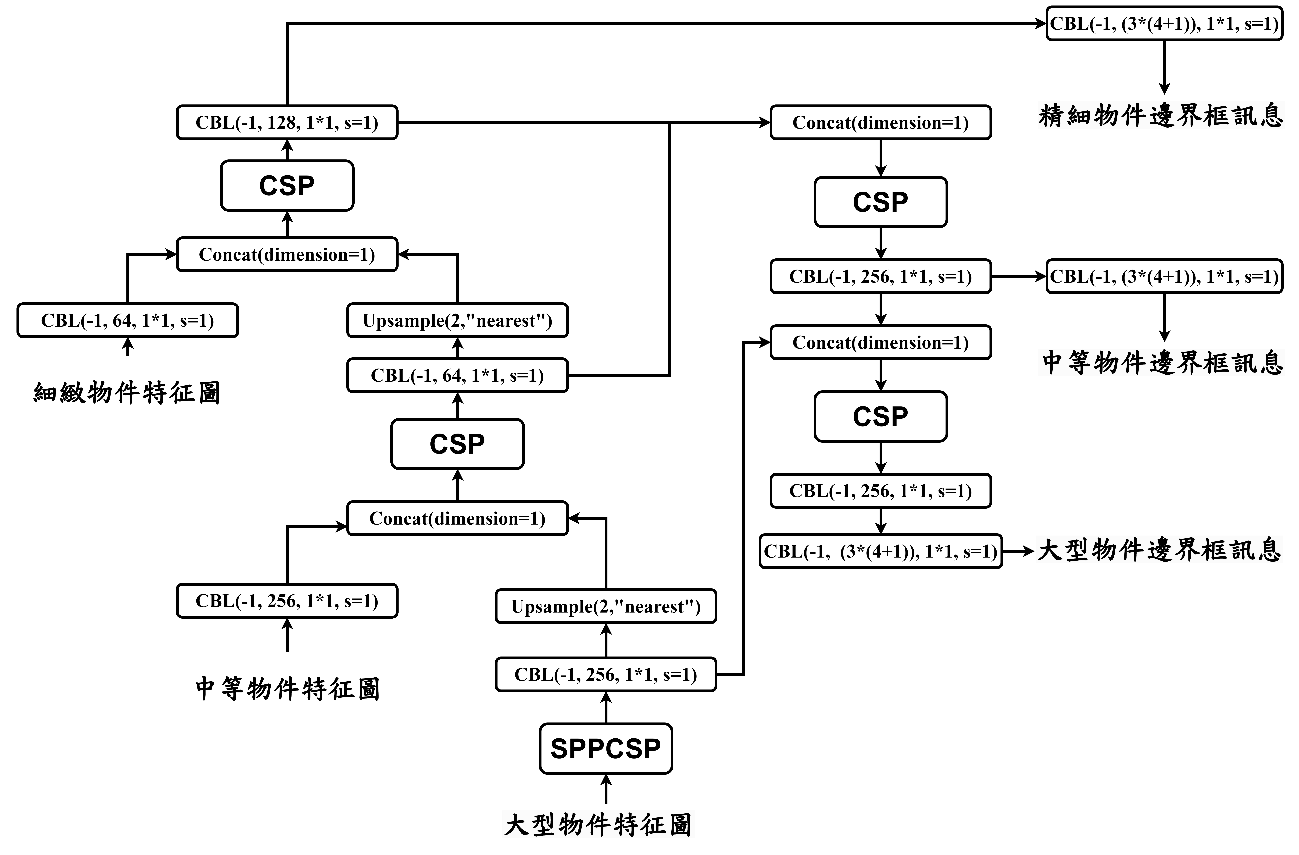 CBL(-1, (3*(4+1)), 1*1, s=1)
精細物件邊界框訊息
CBL(-1, 128, 1*1, s=1)
Concat(dimension=1)
CSP
CSP
Concat(dimension=1)
CBL(-1, 256, 1*1, s=1)
CBL(-1, (3*(4+1)), 1*1, s=1)
CBL(-1, 64, 1*1, s=1)
Upsample(2,"nearest")
Concat(dimension=1)
中等物件邊界框訊息
細緻物件特征圖
CBL(-1, 64, 1*1, s=1)
CSP
CSP
CBL(-1, 256, 1*1, s=1)
Concat(dimension=1)
CBL(-1, (3*(4+1)), 1*1, s=1)
大型物件邊界框訊息
CBL(-1, 256, 1*1, s=1)
Upsample(2,"nearest")
CBL(-1, 256, 1*1, s=1)
中等物件特征圖
SPPCSP
大型物件特征圖